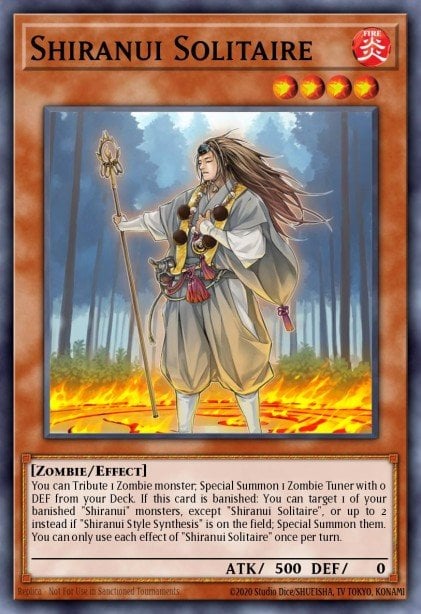 Shiranui Solitaire
FIRE
炎
[Zombie/Effect]
You can Tribute 1 Zombie monster; Special Summon 1 Zombie Tuner with 0
DEF from your Deck. If this card is banished: You can target 1 of your
banished "Shiranui" monsters, except "Shiranui Solitaire", or up to 2
instead if "Shiranui Style Synthesis" is on the field; Special Summon them.
You can only use each effect of "Shiranui Solitaire" once per turn.
ATK/ 500 DEF/ 0
Replica - Not For Use in Sanctioned Tournaments
©2020 Studio Dice/SHUEISHA, TV TOKYO, KONAMI